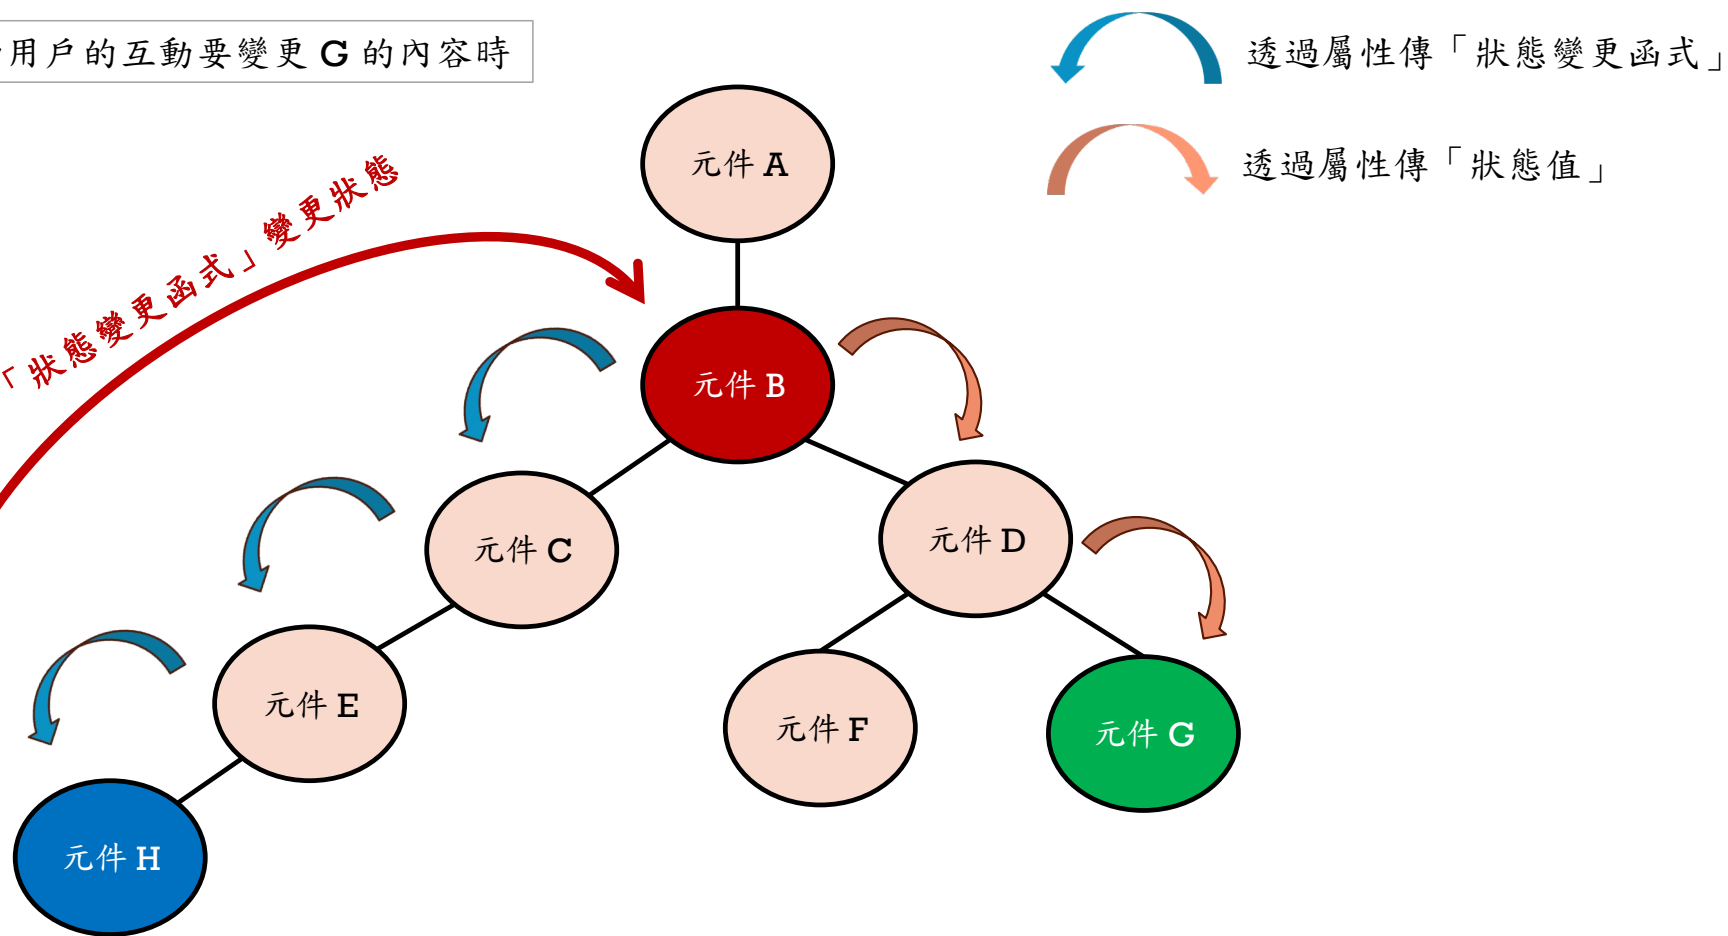 用戶的互動要變更 G 的內容時
透過屬性傳「狀態變更函式」
透過屬性傳「狀態值」
「狀態變更函式」變更狀態
元件 A
元件 B
元件 C
元件 D
元件 E
元件 F
元件 G
元件 H